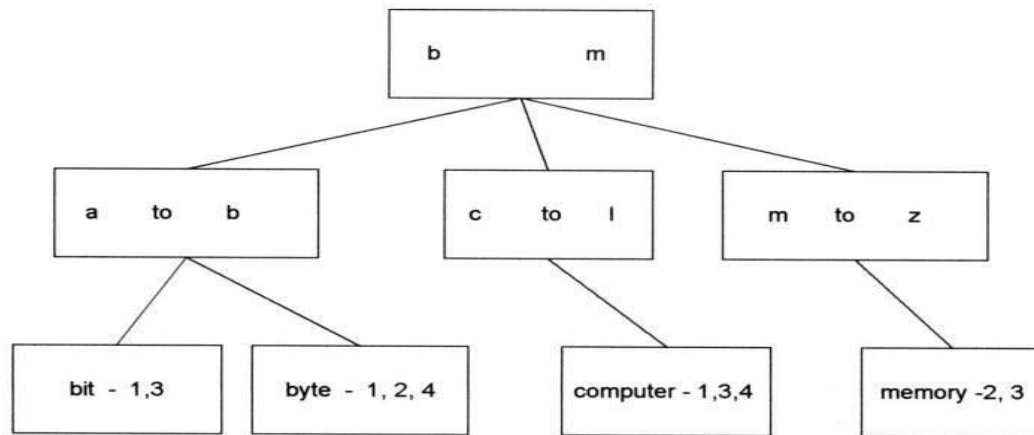 b m
a to b c to l m to z
bit - 1,3 byte - 1, 2, 4 computer - 1,3,4 memory -2, 3